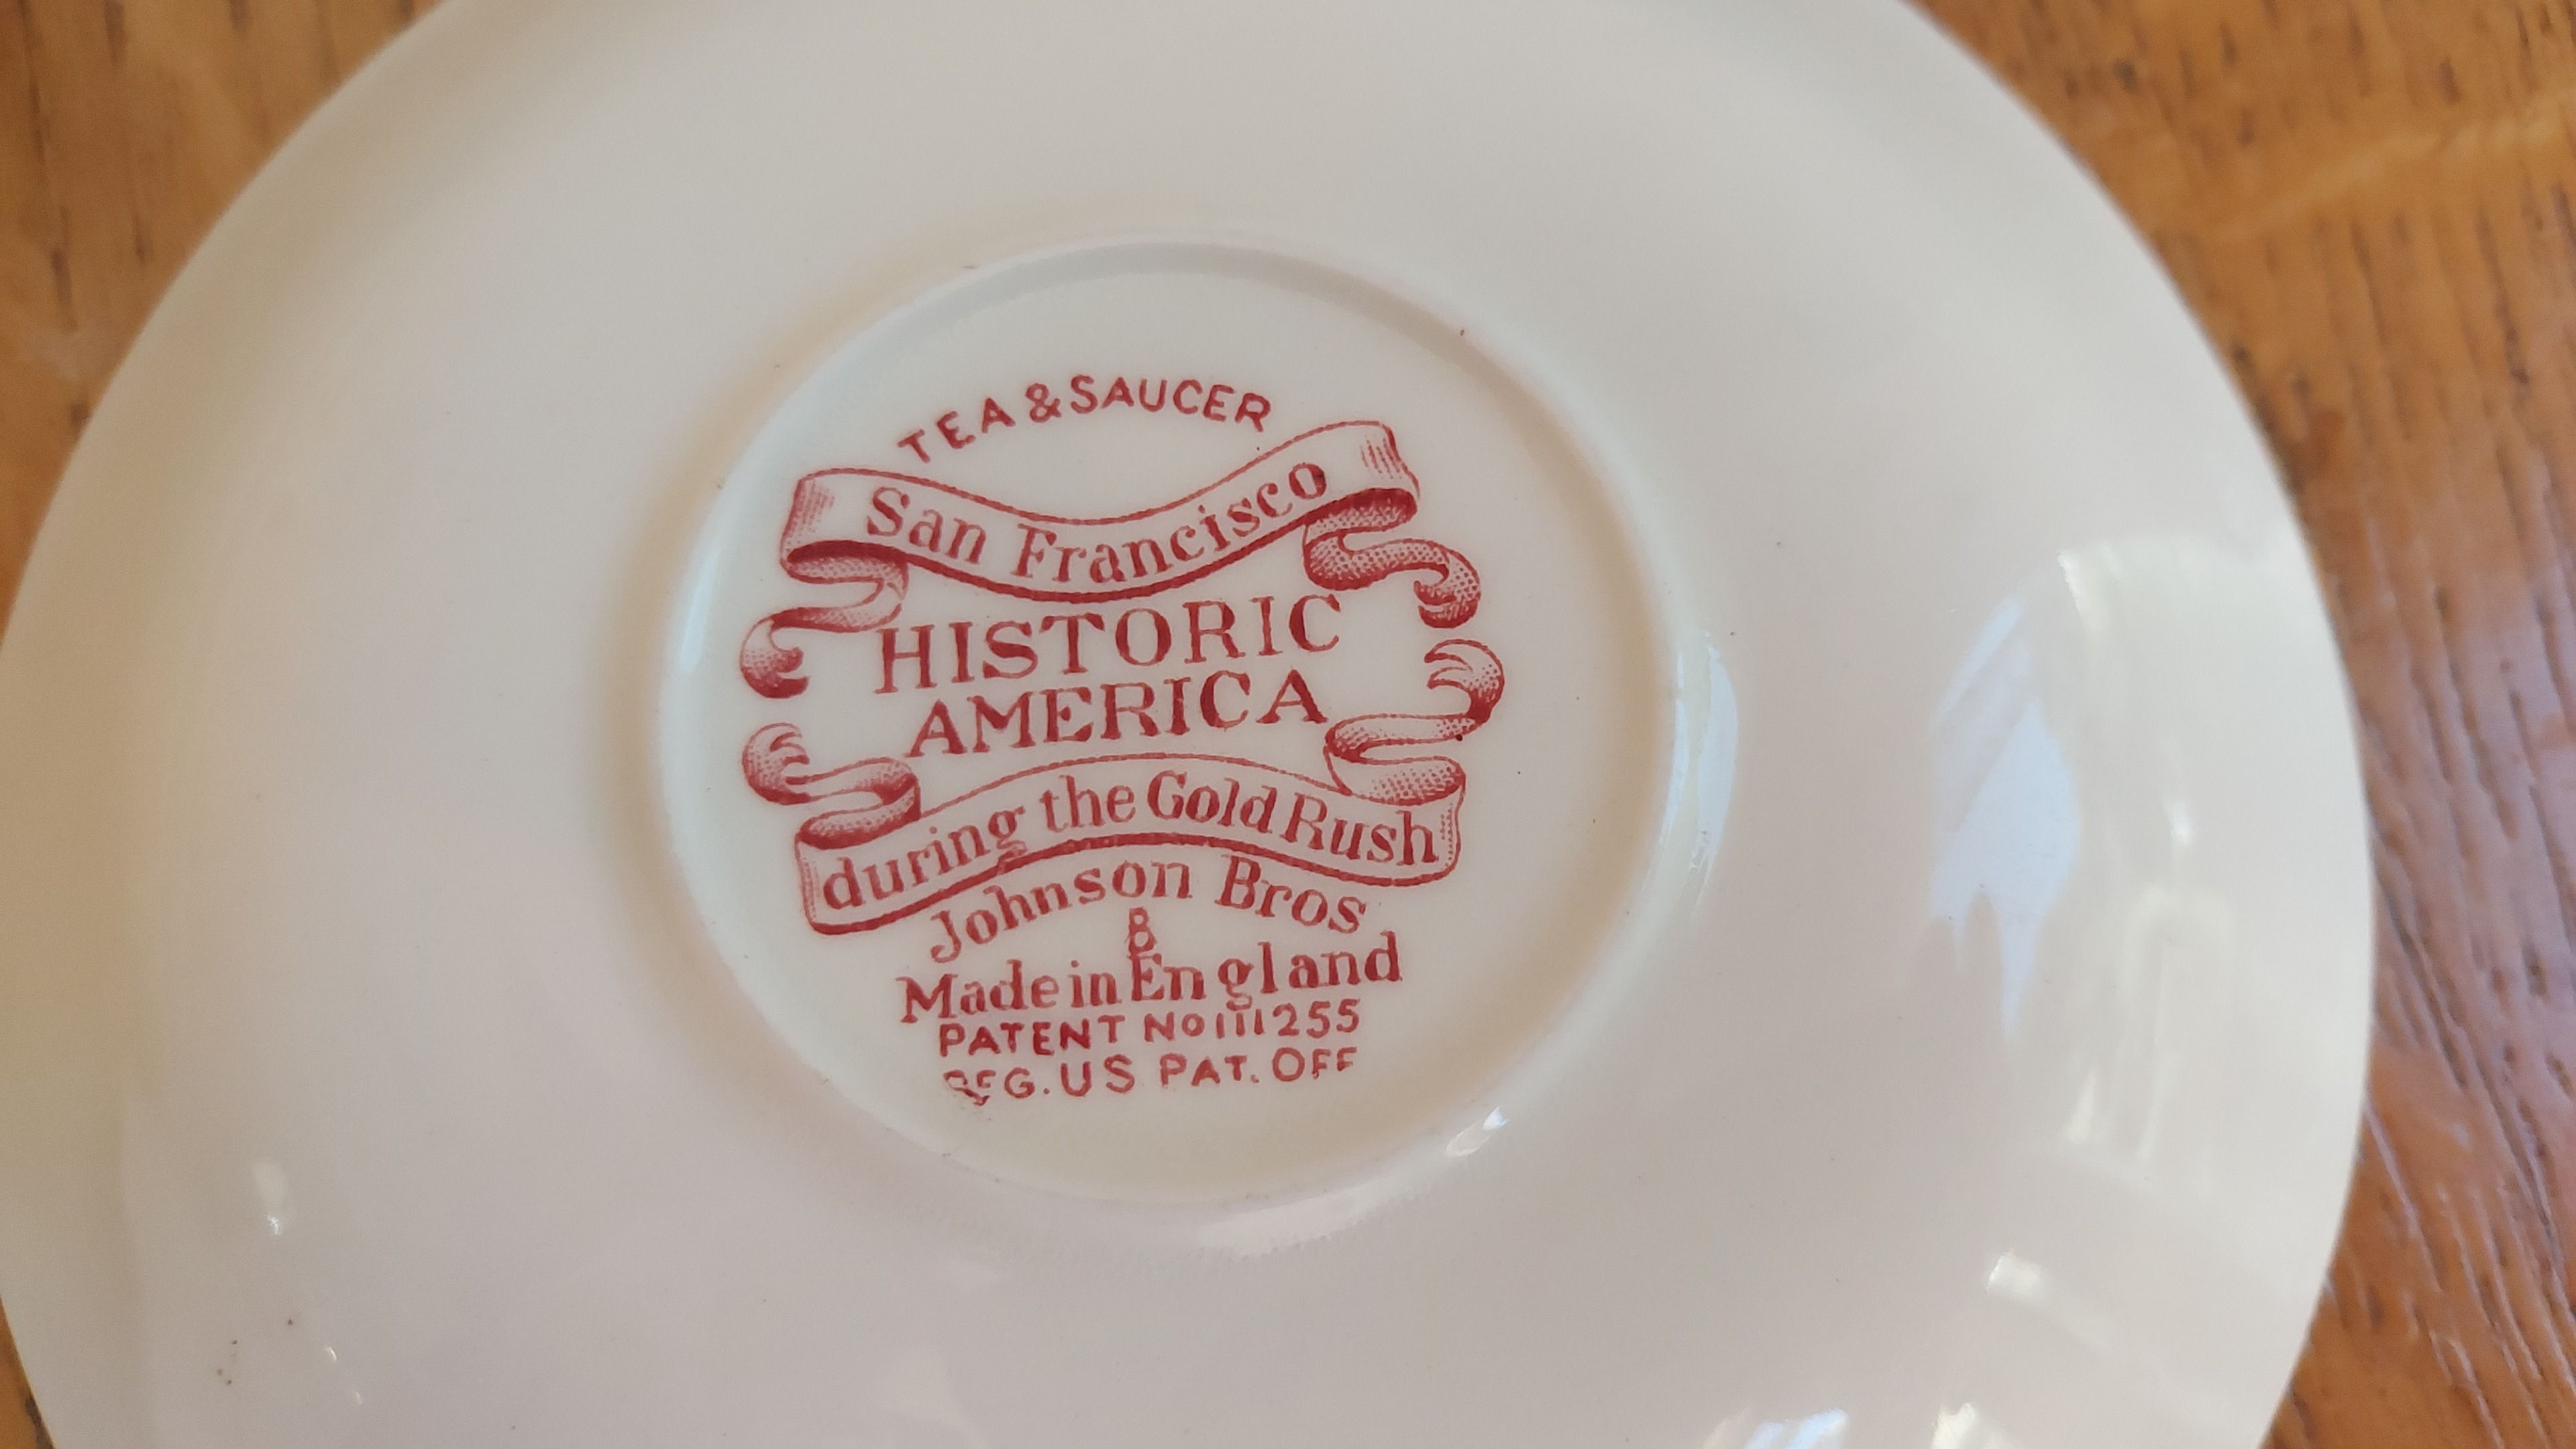 TEA & SAUCER
San Francisco
HISTORIC
AMERICA
during the Gold Rush
Johnson Bros
B
Made in England
PATENT No 111255
REG. US PAT. OFF